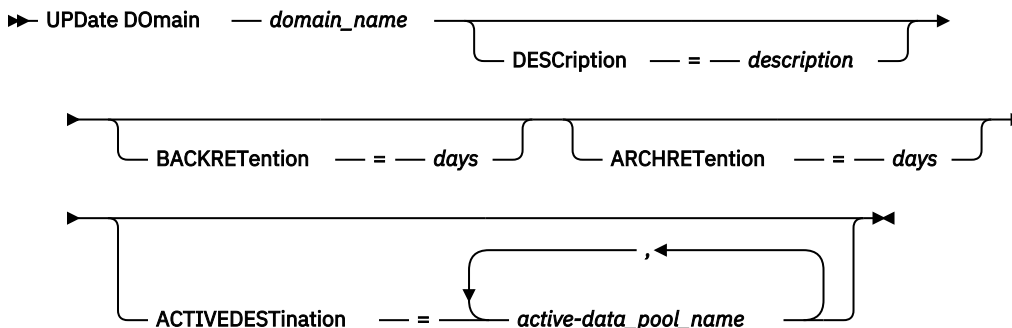 UPDate DOmain domain_name
DESCription = description
BACKRETention = days ARCHRETention = days
,
ACTIVEDESTination = active-data_pool_name